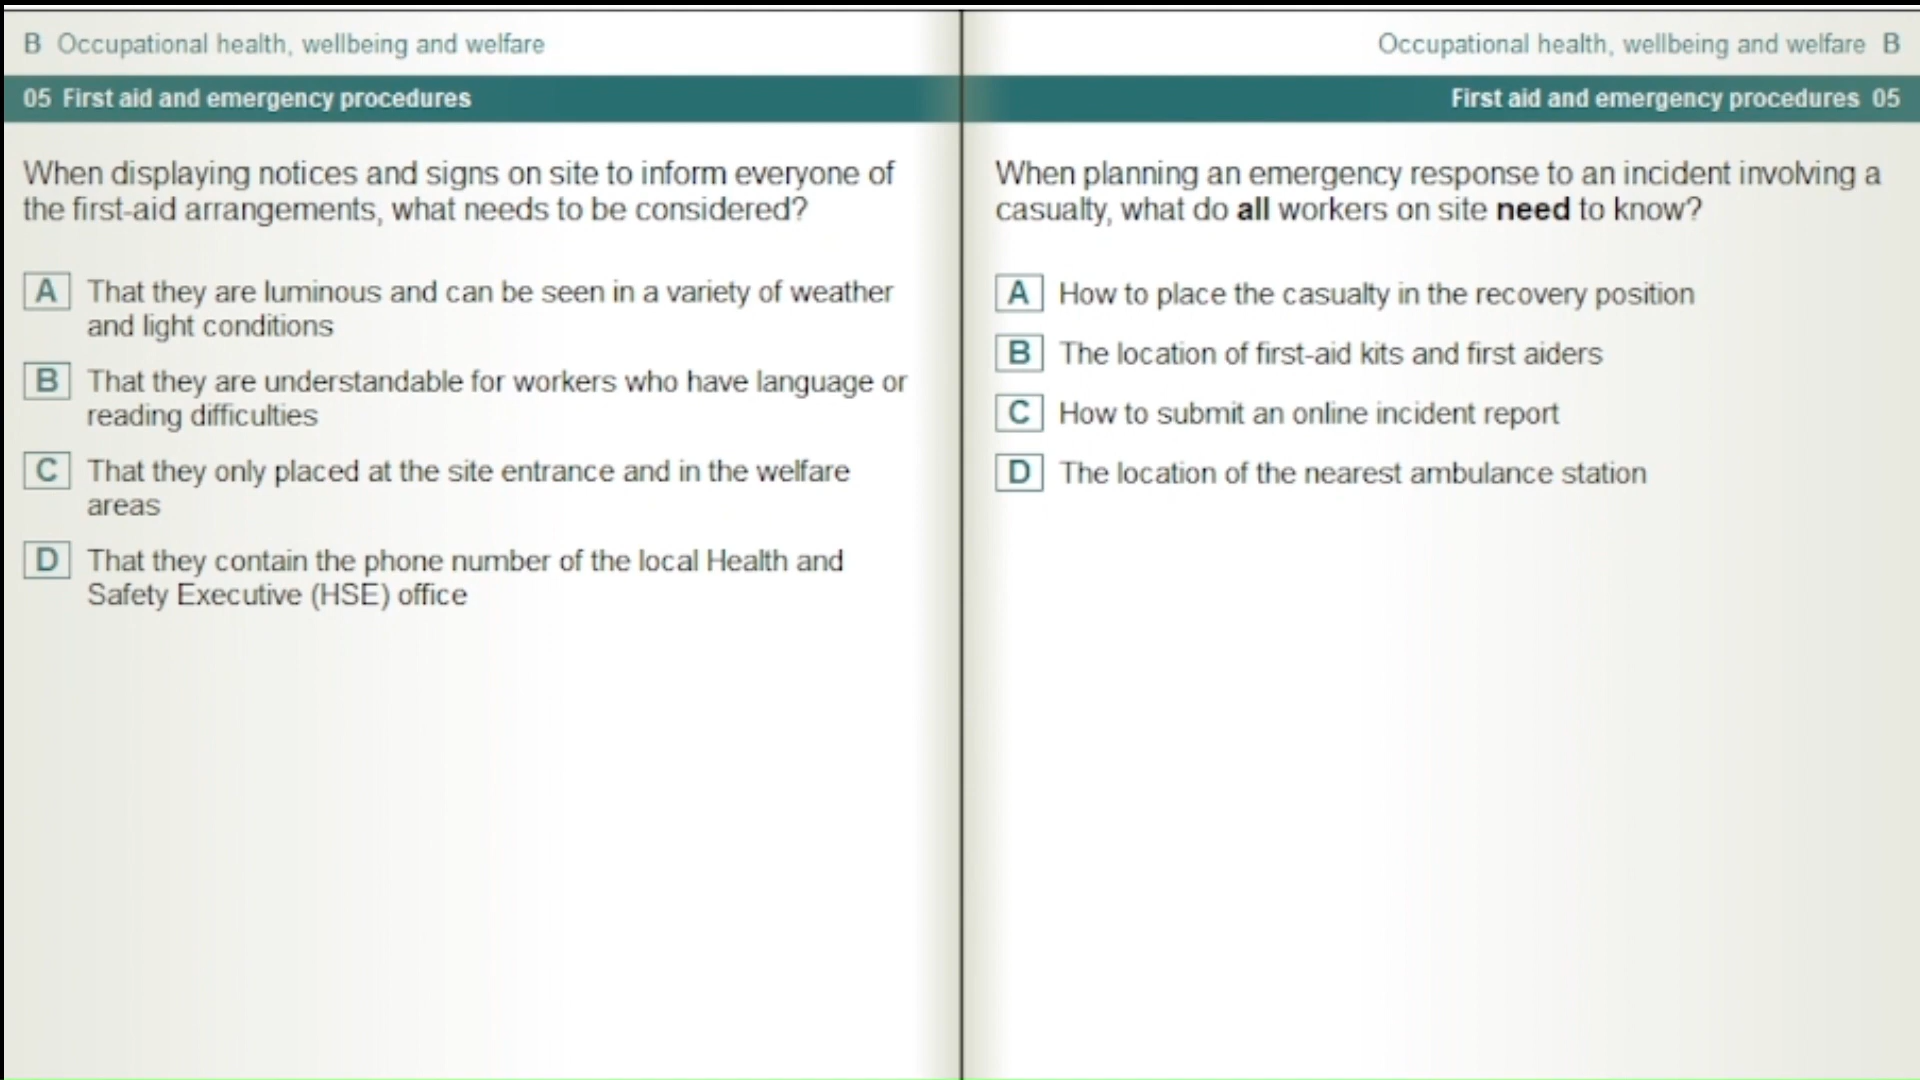 B Occupational health, wellbeing and welfare
05 First aid and emergency procedures
When displaying notices and signs on site to inform everyone of
the first-aid arrangements, what needs to be considered?
A That they are luminous and can be seen in a variety of weather
and light conditions
B That they are understandable for workers who have language or
reading difficulties
C That they only placed at the site entrance and in the welfare
areas
D That they contain the phone number of the local Health and
Safety Executive (HSE) office
Occupational health, wellbeing and welfare B
First aid and emergency procedures 05
When planning an emergency response to an incident involving a
casualty, what do all workers on site need to know?
A How to place the casualty in the recovery position
B The location of first-aid kits and first aiders
C How to submit an online incident report
D The location of the nearest ambulance station